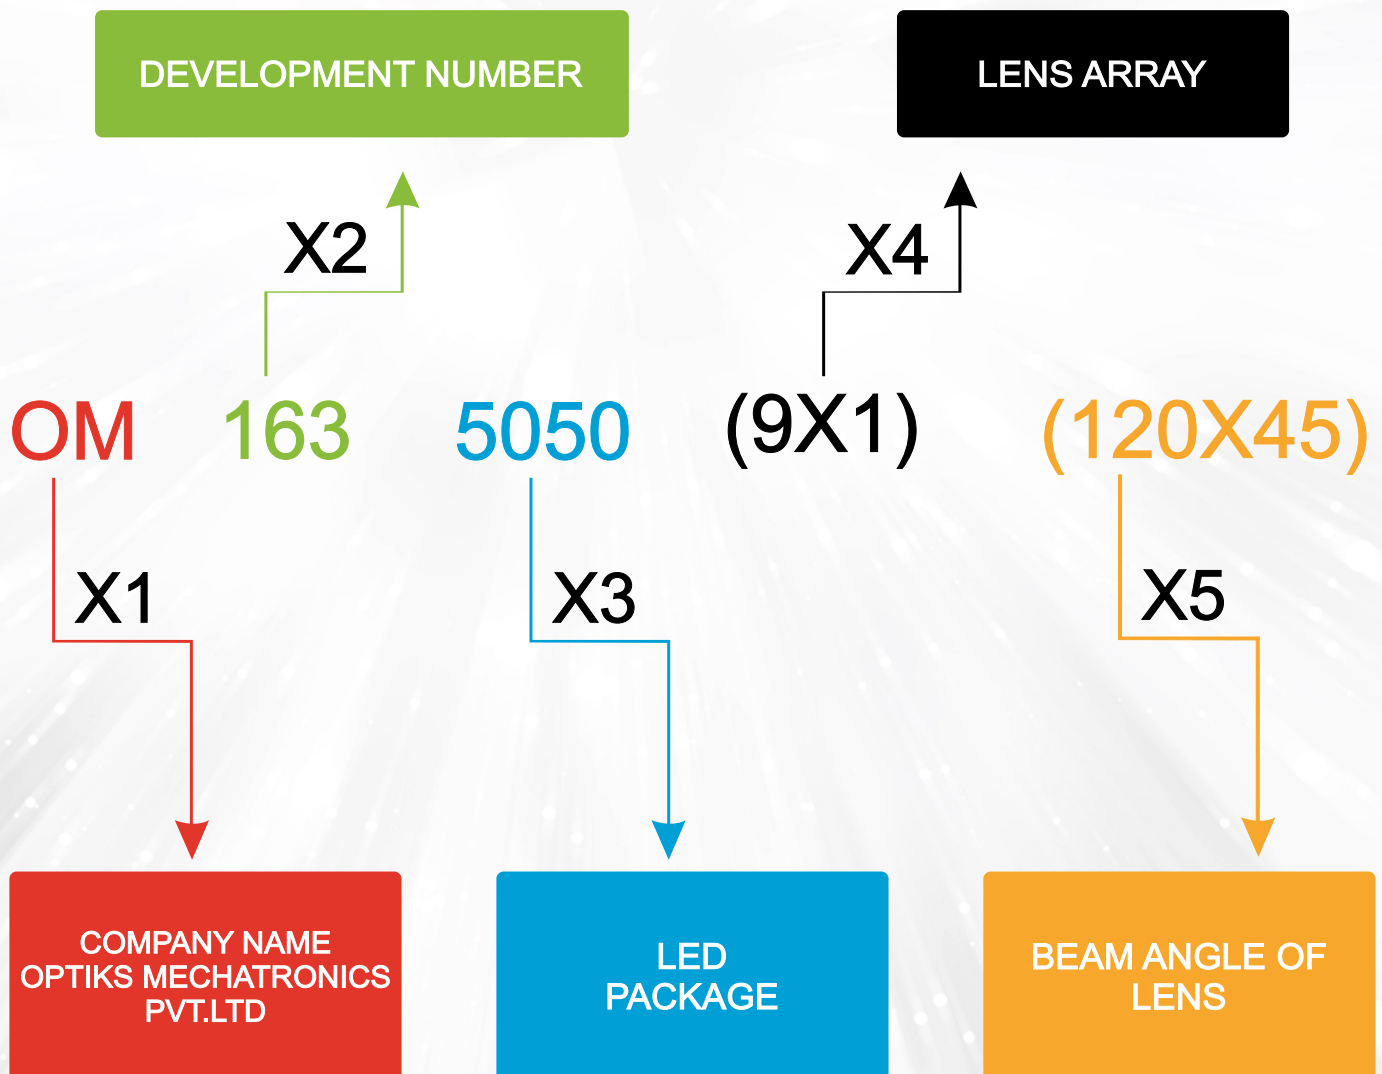 DEVELOPMENT NUMBER
LENS ARRAY
X2
X4
OM 163 5050 (9X1) (120X45)
X1
X3
X5
COMPANY NAME
OPTIKS MECHATRONICS
PVT.LTD
LED
PACKAGE
BEAM ANGLE OF
LENS